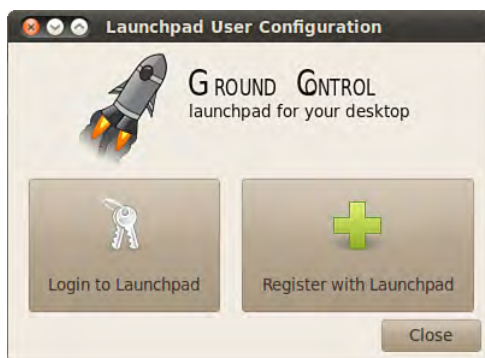 Launchpad User Configuration
GROUND CONTROL
launchpad for your desktop
Login to Launchpad
Register with Launchpad
Close